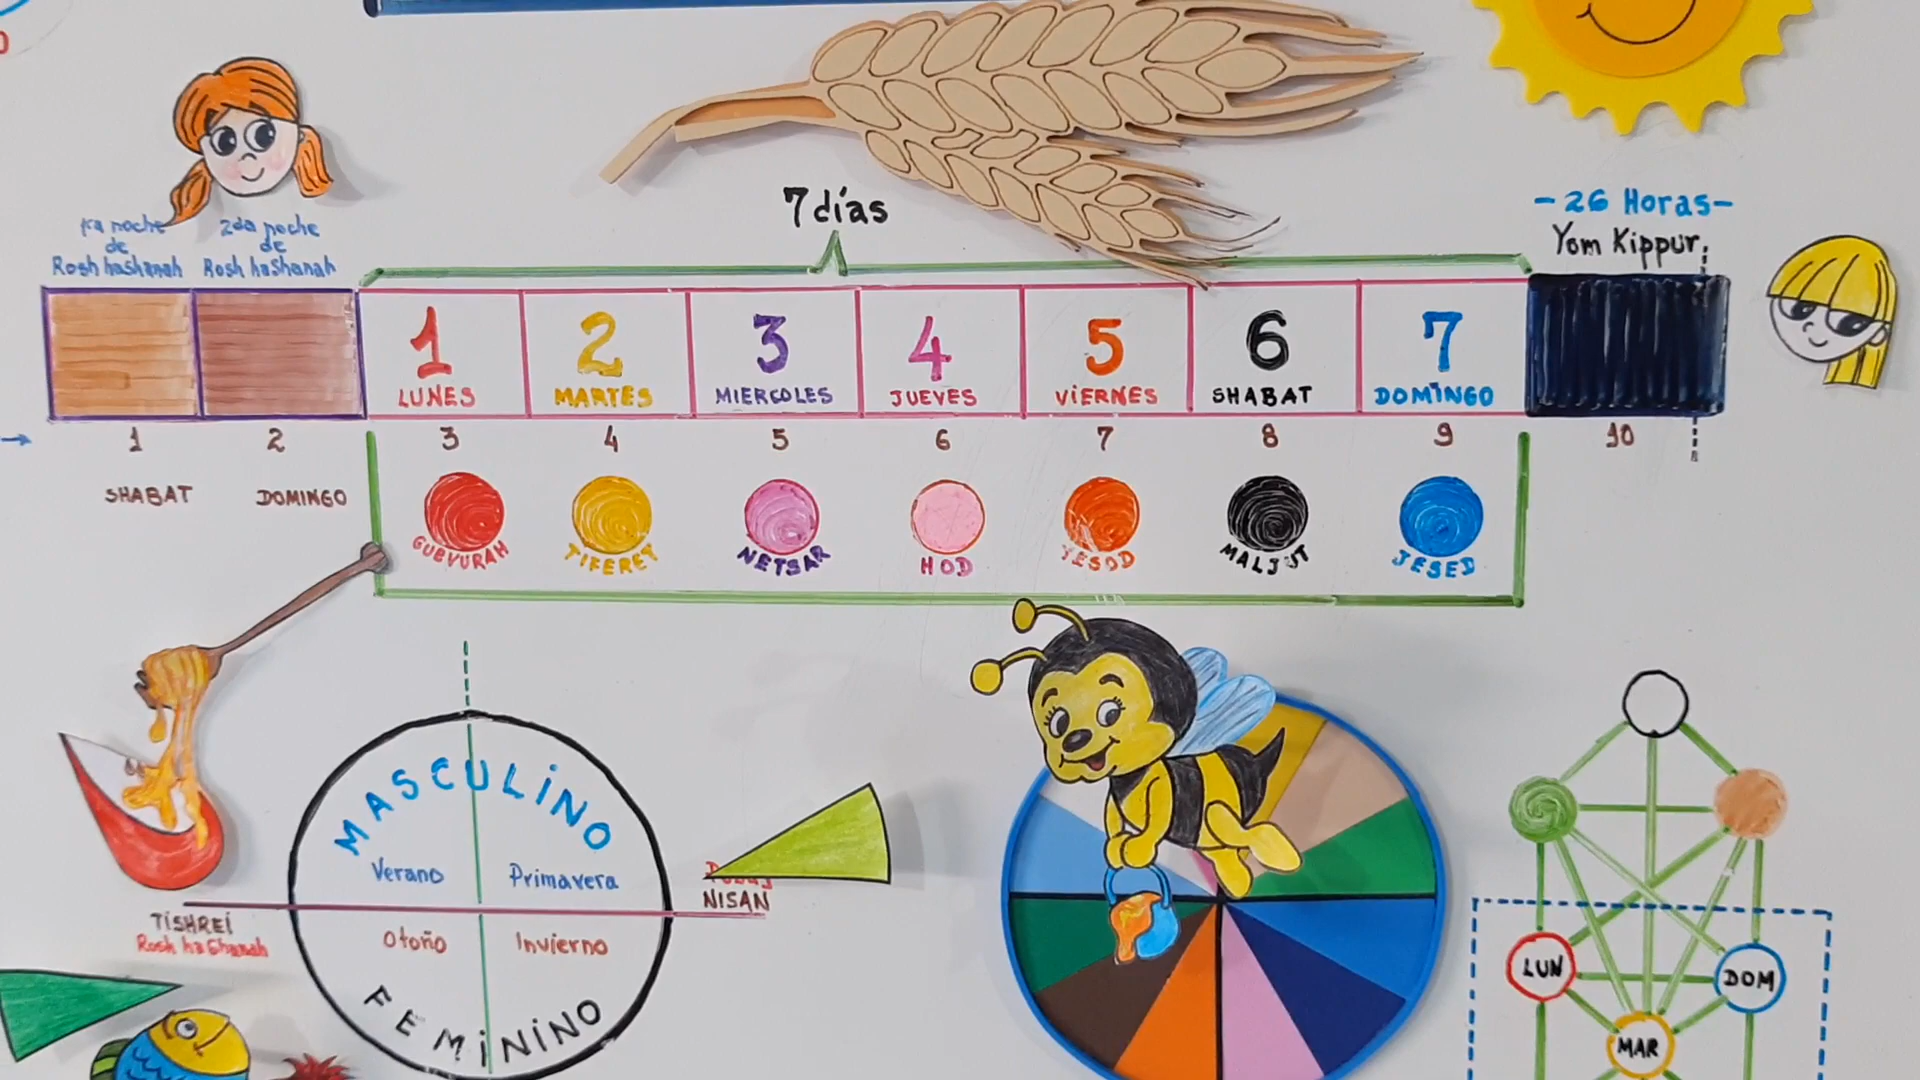 7 días
- 26 Horas -
Yom Kippur
1ra noche
de
Rosh haShanah
2da noche
de
Rosh haShanah
1
LUNES
2
MARTES
3
MIERCOLES
4
JUEVES
5
VIERNES
6
SHABAT
7
DOMINGO
1
2
3
4
5
6
7
8
9
10
SHABAT
DOMINGO
GUEVURAH
TIFERET
NETSAR
HOD
YESOD
MALJUT
JESED
MASCULINO
Verano
Primavera
Otoño
Invierno
FEMININO
TISHREI
Rosh haShanah
NISAN
LUN
DOM
MAR